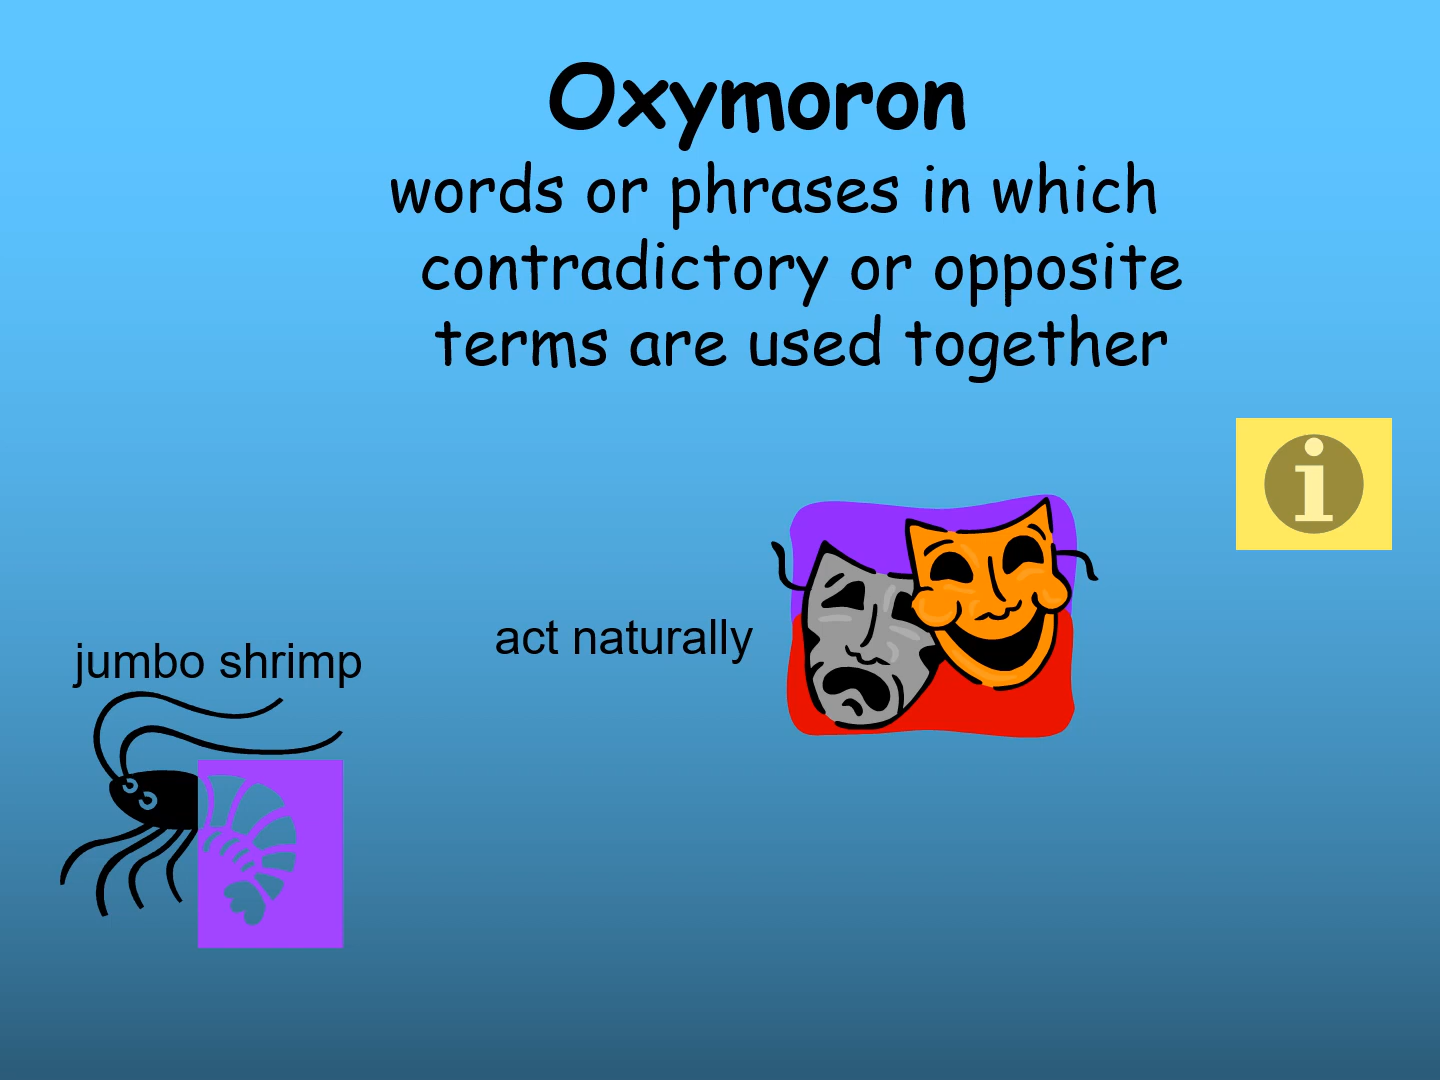 Oxymoron
words or phrases in which
contradictory or opposite
terms are used together
i
act naturally
jumbo shrimp